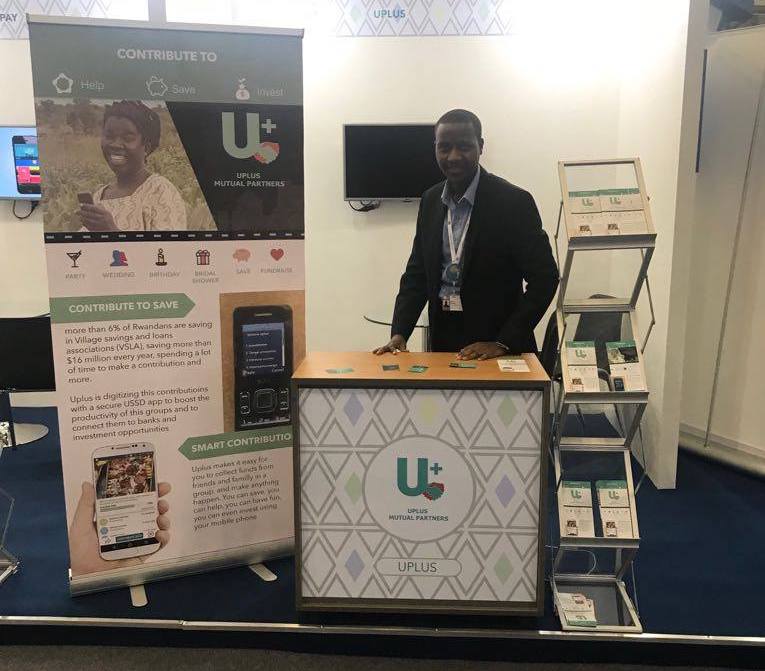 PAY
UPLUS
CONTRIBUTE TO
Help
Save
Invest
U+
UPLUS
MUTUAL PARTNERS
PARTY
WEDDING
BIRTHDAY
BRIDAL
SHOWER
SAVE
FUNDRAISE
CONTRIBUTE TO SAVE
more than 6% of Rwandans are saving
in Village savings and loans
associations (VSLA), saving more than
$16 million every year, spending a lot
of time to make a contribution and
more.
Uplus is digitizing this contributioins
with a secure USSD app to boost the
productivity of this groups and to
connect them to banks and
investment opportunities
SMART CONTRIBUTIO
Uplus makes it easy for
you to collect funds from
friends and familly in a
group, and make anything
happen. You can save, you
can help, you can have fun,
you can even invest using
your mobile phone
U+
UPLUS
MUTUAL PARTNERS
UPLUS